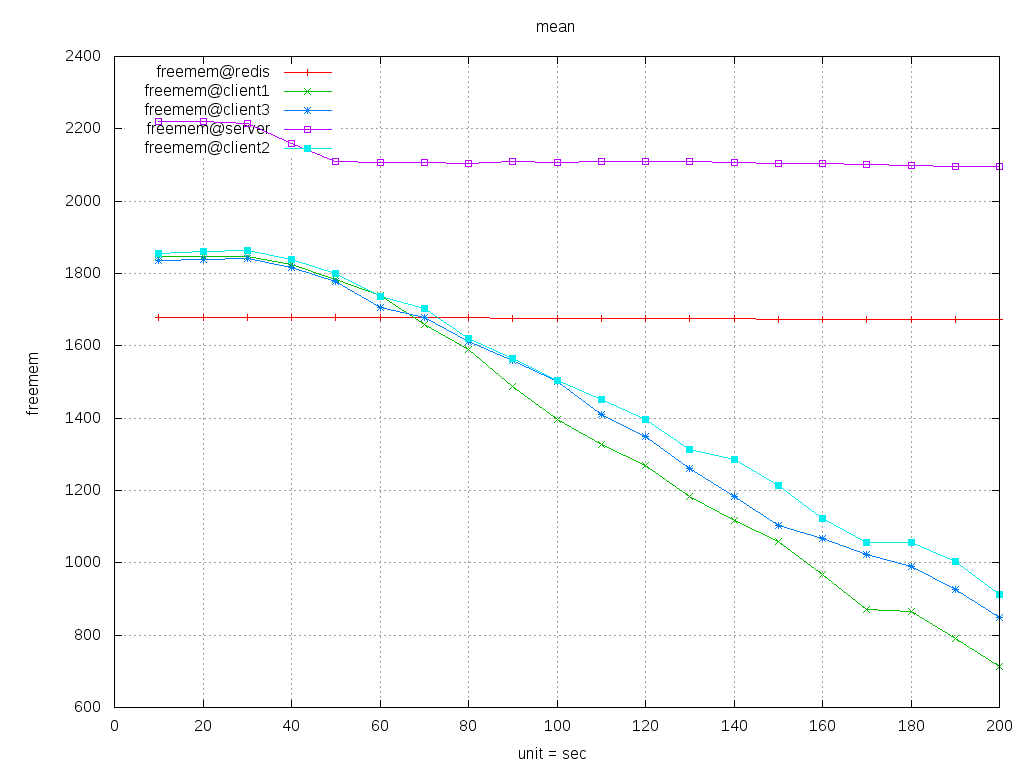 mean
2400
2200
2000
1800
1600
1400
1200
1000
800
600
freemem
freemem@redis
freemem@client1
freemem@client3
freemem@server
freemem@client2
0 20 40 60 80 100 120 140 160 180 200
unit = sec